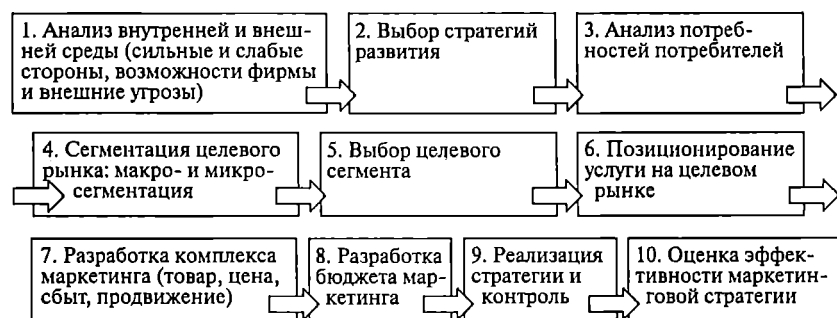 1. Анализ внутренней и внеш-
ней среды (сильные и слабые
стороны, возможности фирмы
и внешние угрозы)
2. Выбор стратегий
развития
3. Анализ потреб-
ностей потребителей
4. Сегментация целевого
рынка: макро- и микро-
сегментация
5. Выбор целевого
сегмента
6. Позиционирование
услуги на целевом
рынке
7. Разработка комплекса
маркетинга (товар, цена,
сбыт, продвижение)
8. Разработка
бюджета мар-
кетинга
9. Реализация
стратегии и
контроль
10. Оценка эффек-
тивности маркетин-
говой стратегии